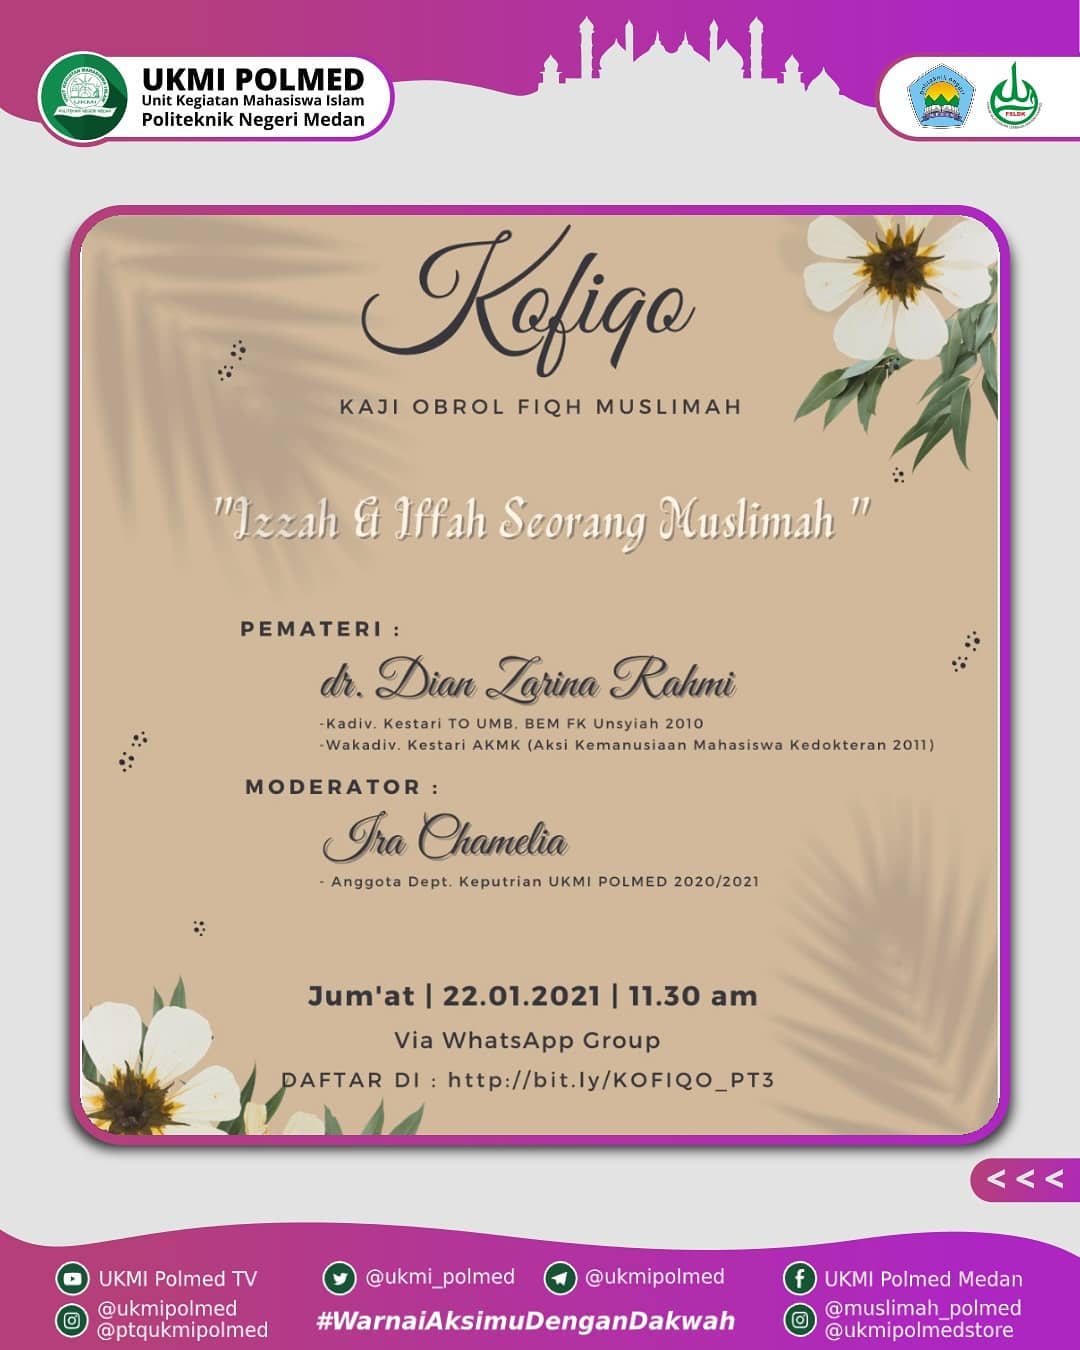 UKMI POLMED
Unit Kegiatan Mahasiswa Islam
Politeknik Negeri Medan
UKMI
FSLDK
Kofiqo
KAJI OBROL FIQH MUSLIMAH
"Izzah & Iffah Seorang Muslimah "
PEMATERI :
dr. Dian Zarina Rahmi
-Kadiv. Kestari TO UMB, BEM FK Unsyiah 2010
-Wakadiv. Kestari AKMK (Aksi Kemanusiaan Mahasiswa Kedokteran 2011)
MODERATOR :
Ira Chamelia
- Anggota Dept. Keputrian UKMI POLMED 2020/2021
Jum'at | 22.01.2021 | 11.30 am
Via WhatsApp Group
DAFTAR DI : http://bit.ly/KOFIQO_PT3
< < <
UKMI Polmed TV
@ukmi_polmed
@ukmipolmed
UKMI Polmed Medan
@ukmipolmed
@ptqukmipolmed
#WarnaiAksimuDenganDakwah
@muslimah_polmed
@ukmipolmedstore